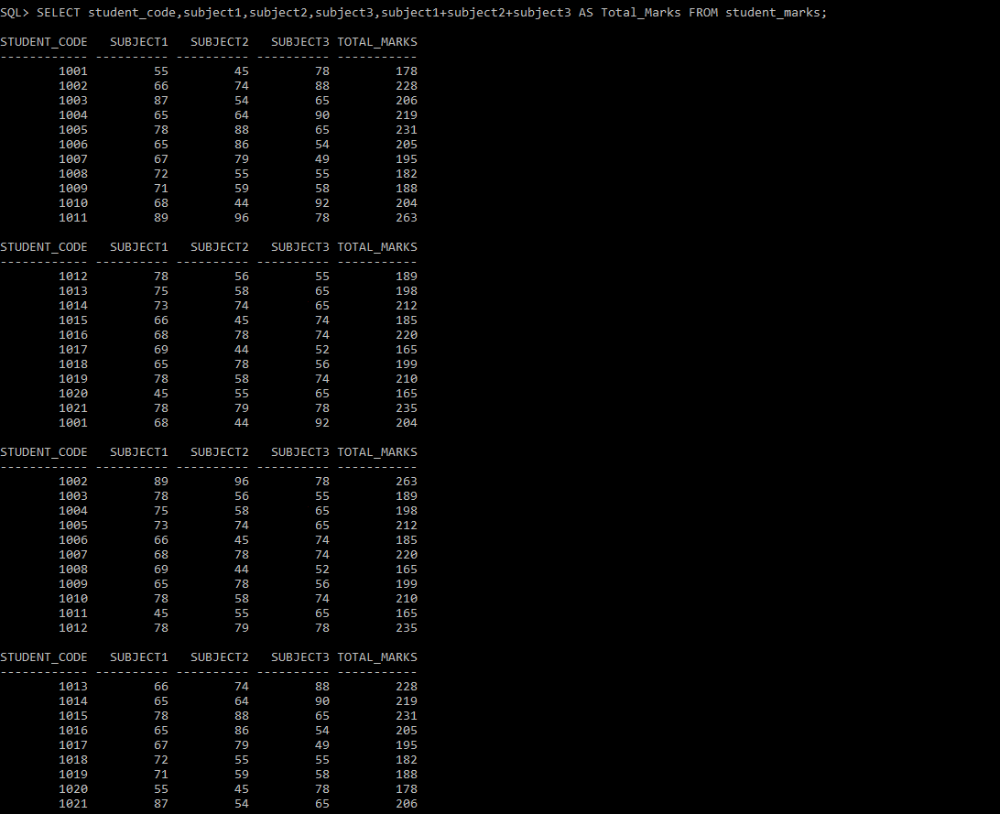 SQL> SELECT student_code,subject1,subject2,subject3,subject1+subject2+subject3 AS Total_Marks FROM student_marks;
STUDENT_CODE   SUBJECT1   SUBJECT2   SUBJECT3 TOTAL_MARKS
------------ ---------- ---------- ---------- -----------
        1001         55         45         78         178
        1002         66         74         88         228
        1003         87         54         65         206
        1004         65         64         90         219
        1005         78         88         65         231
        1006         65         86         54         205
        1007         67         79         49         195
        1008         72         55         55         182
        1009         71         59         58         188
        1010         68         44         92         204
        1011         89         96         78         263
STUDENT_CODE   SUBJECT1   SUBJECT2   SUBJECT3 TOTAL_MARKS
------------ ---------- ---------- ---------- -----------
        1012         78         56         55         189
        1013         75         58         65         198
        1014         73         74         65         212
        1015         66         45         74         185
        1016         68         78         74         220
        1017         69         44         52         165
        1018         65         78         56         199
        1019         78         58         74         210
        1020         45         55         65         165
        1021         78         79         78         235
        1001         68         44         92         204
STUDENT_CODE   SUBJECT1   SUBJECT2   SUBJECT3 TOTAL_MARKS
------------ ---------- ---------- ---------- -----------
        1002         89         96         78         263
        1003         78         56         55         189
        1004         75         58         65         198
        1005         73         74         65         212
        1006         66         45         74         185
        1007         68         78         74         220
        1008         69         44         52         165
        1009         65         78         56         199
        1010         78         58         74         210
        1011         45         55         65         165
        1012         78         79         78         235
STUDENT_CODE   SUBJECT1   SUBJECT2   SUBJECT3 TOTAL_MARKS
------------ ---------- ---------- ---------- -----------
        1013         66         74         88         228
        1014         65         64         90         219
        1015         78         88         65         231
        1016         65         86         54         205
        1017         67         79         49         195
        1018         72         55         55         182
        1019         71         59         58         188
        1020         55         45         78         178
        1021         87         54         65         206